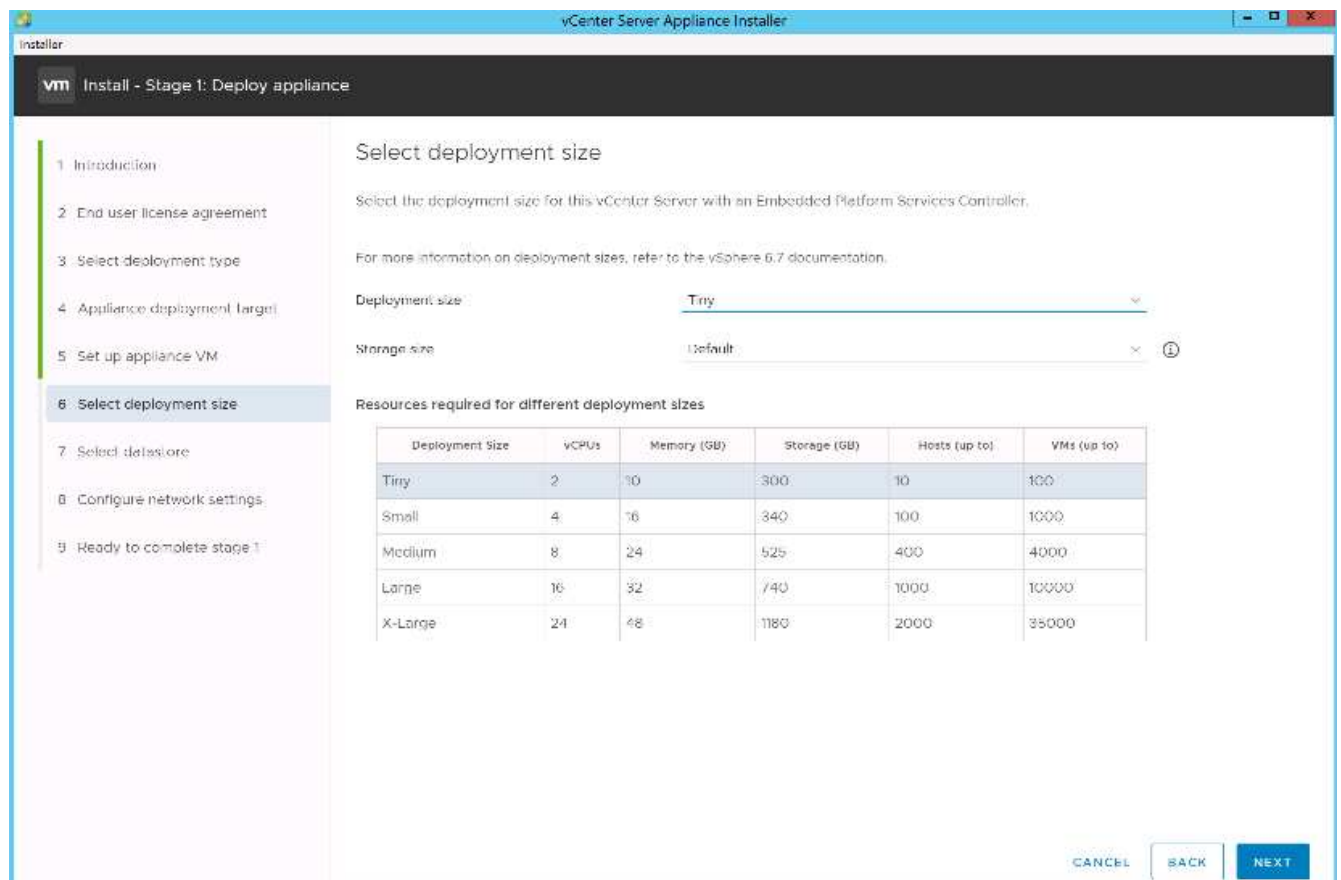 vCenter Server Appliance Installer
Installer
vm Install - Stage 1: Deploy appliance
1 Introduction
2 End user license agreement
3 Select deployment type
4 Appliance deployment target
5 Set up appliance VM
6 Select deployment size
7 Select datastore
8 Configure network settings
9 Ready to complete stage 1
Select deployment size
Select the deployment size for this vCenter Server with an Embedded Platform Services Controller.
For more information on deployment sizes, refer to the vSphere 6.7 documentation.
Deployment size Tiny
Storage size Default
Resources required for different deployment sizes
Deployment Size vCPUs Memory (GB) Storage (GB) Hosts (up to) VMs (up to)
Tiny 2 10 300 10 100
Small 4 16 340 100 1000
Medium 8 24 525 400 4000
Large 16 32 740 1000 10000
X-Large 24 48 1180 2000 35000
CANCEL BACK NEXT